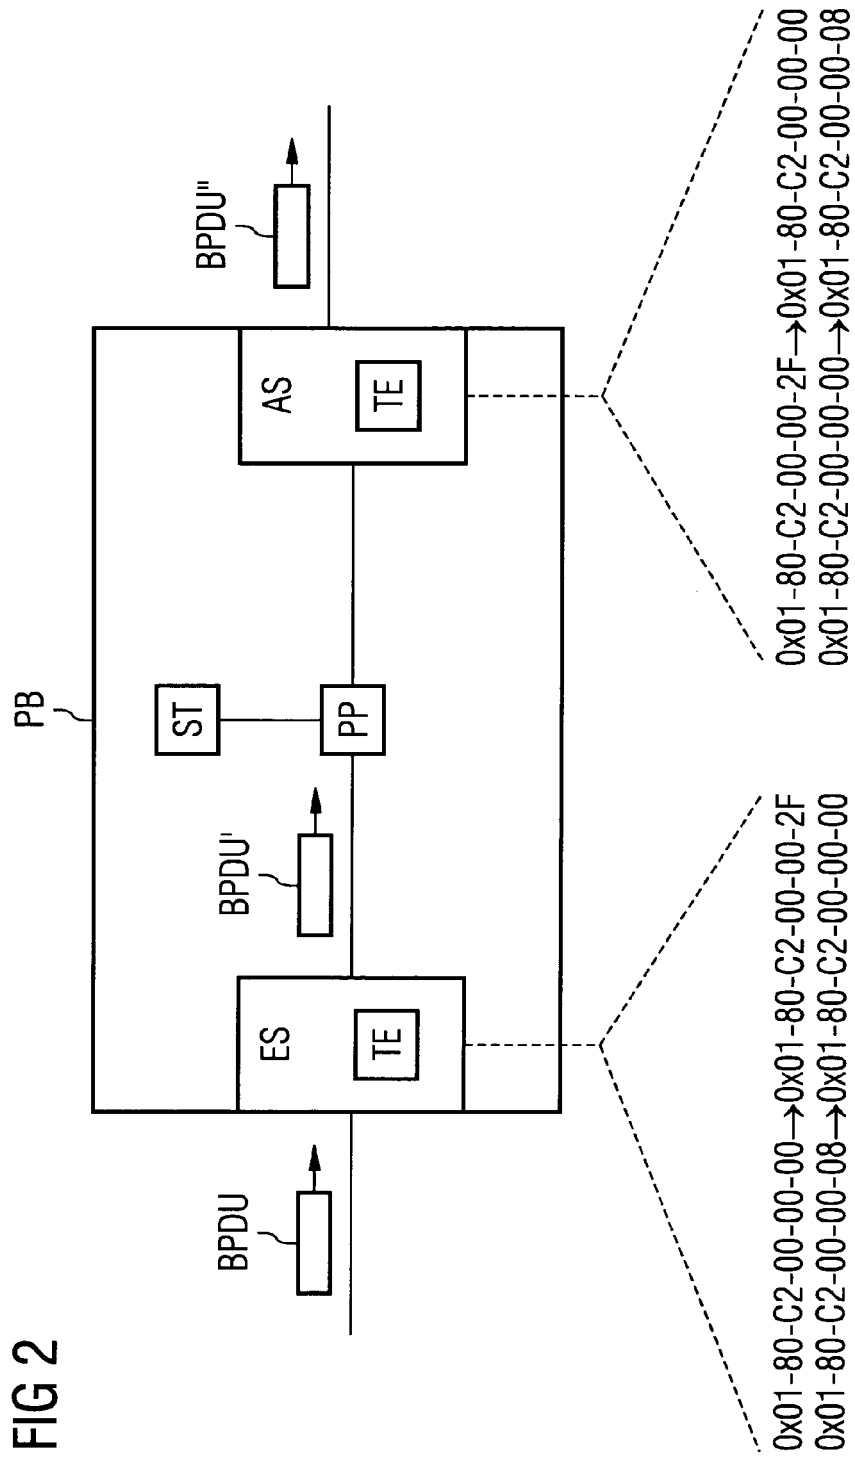 FIG 2
PB
BPDU
BPDU'
BPDU"
ES
TE
ST
PP
AS
TE
0x01-80-C2-00-00-00→0x01-80-C2-00-00-2F
0x01-80-C2-00-00-08→0x01-80-C2-00-00-00
0x01-80-C2-00-00-2F→0x01-80-C2-00-00-00
0x01-80-C2-00-00-00→0x01-80-C2-00-00-08